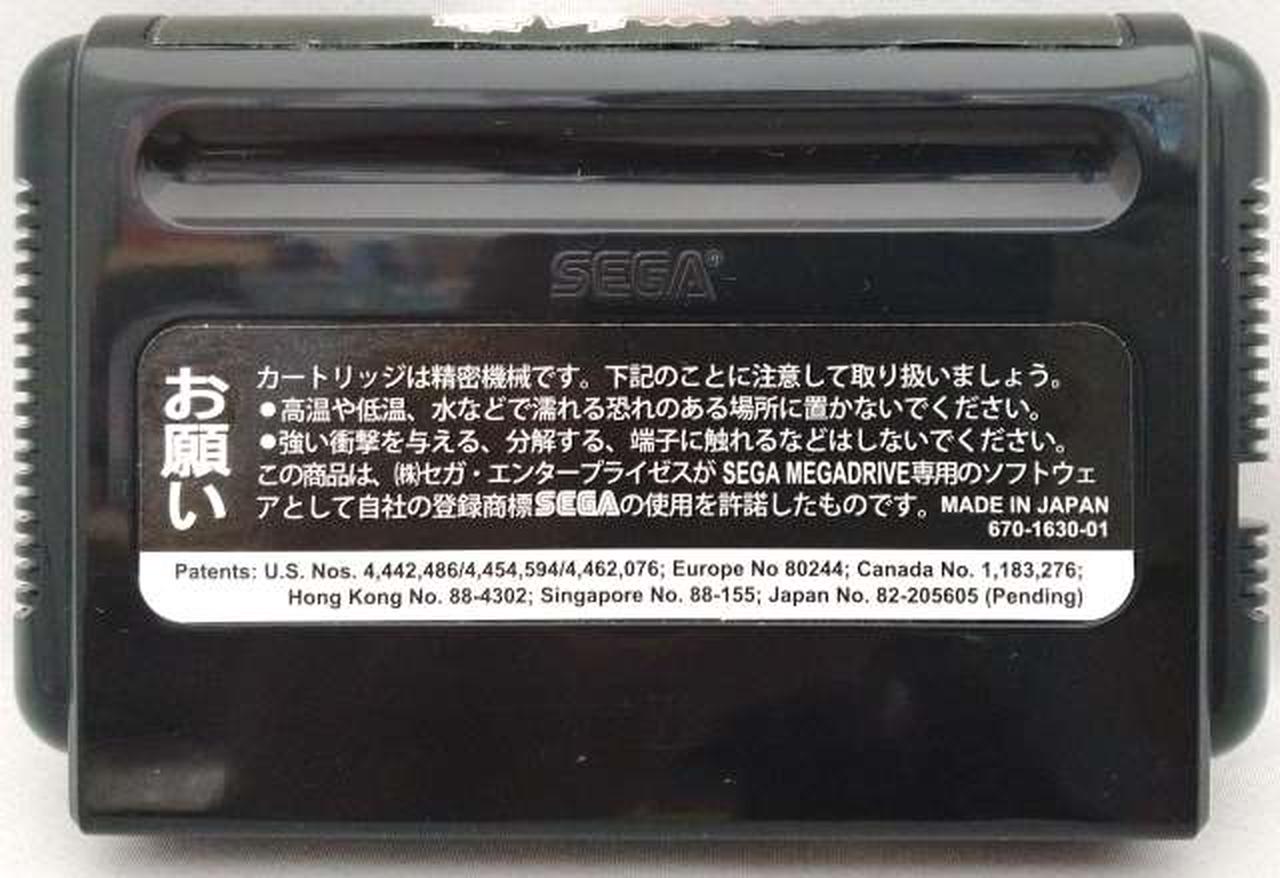 SEGA®
お願い
カートリッジは精密機械です。下記のことに注意して取り扱いましょう。
●高温や低温、水などで濡れる恐れのある場所に置かないでください。
●強い衝撃を与える、分解する、端子に触れるなどはしないでください。
この商品は、㈱セガ・エンタープライゼスが SEGA MEGADRIVE専用のソフトウェ
アとして自社の登録商標SEGAの使用を許諾したものです。MADE IN JAPAN
670-1630-01
Patents: U.S. Nos. 4,442,486/4,454,594/4,462,076; Europe No 80244; Canada No. 1,183,276;
Hong Kong No. 88-4302; Singapore No. 88-155; Japan No. 82-205605 (Pending)